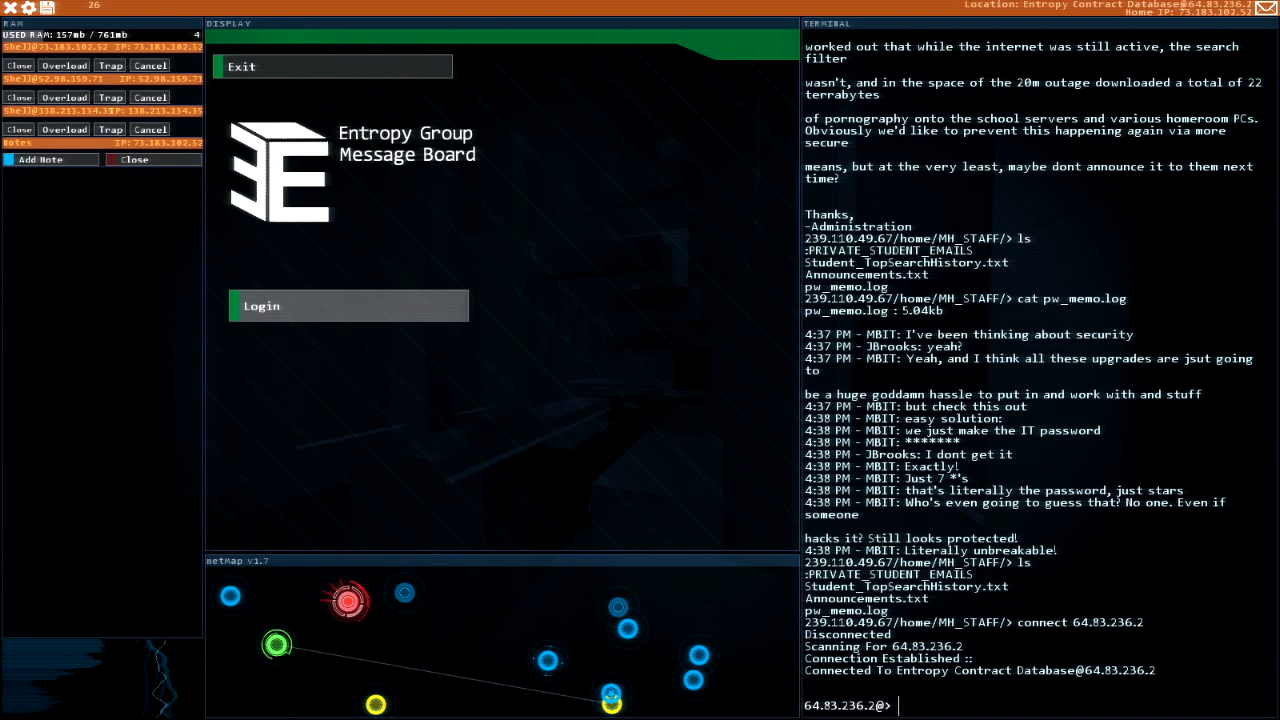 26
Location: Entropy Contract Database@64.83.236.2
Home IP: 73.183.102.52
RAM
USED RAM: 157mb / 761mb 4
Shell@73.183.102.52 IP: 73.183.102.52
Close Overload Trap Cancel
Shell@52.98.159.71 IP: 52.98.159.71
Close Overload Trap Cancel
Shell@138.213.134.35 IP: 138.213.134.35
Close Overload Trap Cancel
Notes IP: 73.183.102.52
Add Note Close
DISPLAY
Exit
Entropy Group
Message Board
Login
netMap v1.7
TERMINAL
worked out that while the internet was still active, the search
filter
wasn't, and in the space of the 20m outage downloaded a total of 22
terrabytes
of pornography onto the school servers and various homeroom PCs.
Obviously we'd like to prevent this happening again via more
secure
means, but at the very least, maybe dont announce it to them next
time?
Thanks,
-Administration
239.110.49.67/home/MH_STAFF/> ls
:PRIVATE_STUDENT_EMAILS
Student_TopSearchHistory.txt
Announcements.txt
pw_memo.log
239.110.49.67/home/MH_STAFF/> cat pw_memo.log
pw_memo.log : 5.04kb
4:37 PM - MBIT: I've been thinking about security
4:37 PM - JBrooks: yeah?
4:37 PM - MBIT: Yeah, and I think all these upgrades are jsut going
to
be a huge goddamn hassle to put in and work with and stuff
4:37 PM - MBIT: but check this out
4:38 PM - MBIT: easy solution:
4:38 PM - MBIT: we just make the IT password
4:38 PM - MBIT: *******
4:38 PM - JBrooks: I dont get it
4:38 PM - MBIT: Exactly!
4:38 PM - MBIT: Just 7 *'s
4:38 PM - MBIT: that's literally the password, just stars
4:38 PM - MBIT: Who's even going to guess that? No one. Even if
someone
hacks it? Still looks protected!
4:38 PM - MBIT: Literally unbreakable!
239.110.49.67/home/MH_STAFF/> ls
:PRIVATE_STUDENT_EMAILS
Student_TopSearchHistory.txt
Announcements.txt
pw_memo.log
239.110.49.67/home/MH_STAFF/> connect 64.83.236.2
Disconnected
Scanning For 64.83.236.2
Connection Established ::
Connected To Entropy Contract Database@64.83.236.2
64.83.236.2@>